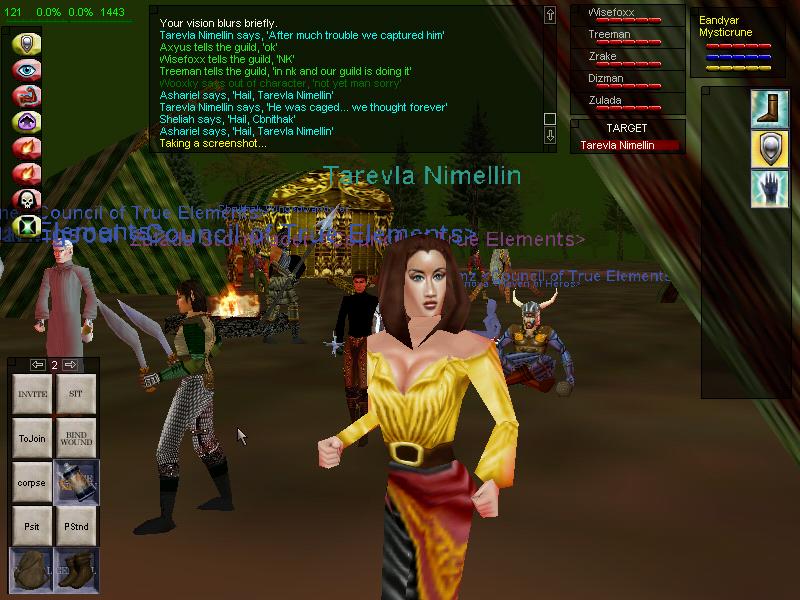 121 0.0% 0.0% 1443
Your vision blurs briefly.
Tarevla Nimellin says, 'After much trouble we captured him'
Axyus tells the guild, 'ok'
Wisefoxx tells the guild, 'NK'
Treeman tells the guild, 'in nk and our guild is doing it'
Wooxky says out of character, 'not yet man sorry'
Ashariel says, 'Hail, Tarevla Nimellin'
Tarevla Nimellin says, 'He was caged... we thought forever'
Sheliah says, 'Hail, Cbnithak'
Ashariel says, 'Hail, Tarevla Nimellin'
Taking a screenshot...
Wisefoxx
Treeman
Zrake
Dizman
Zulada
TARGET
Tarevla Nimellin
Eandyar
Mysticrune
Tarevla Nimellin
Council of True Elements>
Council of True Elements>
ue Elements>
<Council of True Elements
2
INVITE
SIT
ToJoin
BIND WOUND
corpse
Psit
PStnd